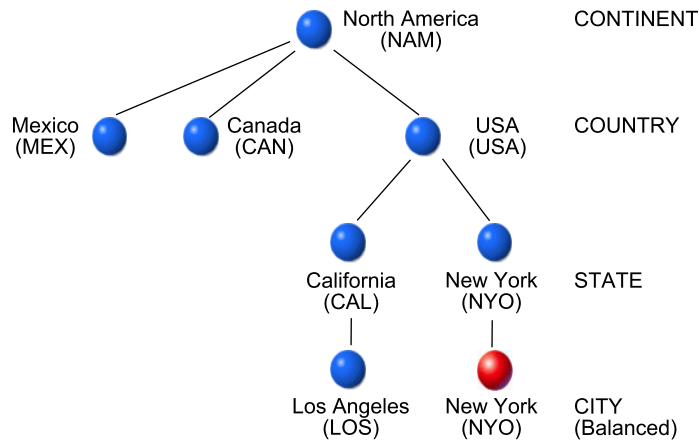 North America
(NAM)
CONTINENT
Mexico
(MEX)
Canada
(CAN)
USA
(USA)
COUNTRY
California
(CAL)
New York
(NYO)
STATE
Los Angeles
(LOS)
New York
(NYO)
CITY
(Balanced)